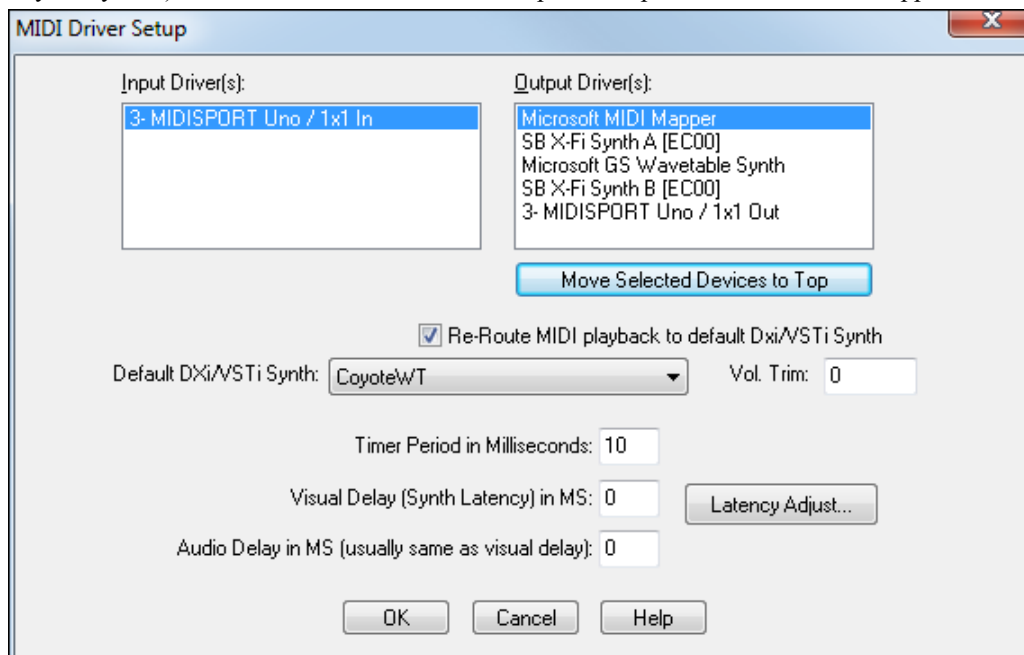 MIDI Driver Setup
Input Driver(s):
Output Driver(s):
3- MIDISPORT Uno / 1x1 In
Microsoft MIDI Mapper
SB X-Fi Synth A [EC00]
Microsoft GS Wavetable Synth
SB X-Fi Synth B [EC00]
3- MIDISPORT Uno / 1x1 Out
Move Selected Devices to Top
Re-Route MIDI playback to default Dxi/VSTi Synth
Default DXi/VSTi Synth: CoyoteWT Vol. Trim: 0
Timer Period in Milliseconds: 10
Visual Delay (Synth Latency) in MS: 0 Latency Adjust...
Audio Delay in MS (usually same as visual delay): 0
OK Cancel Help